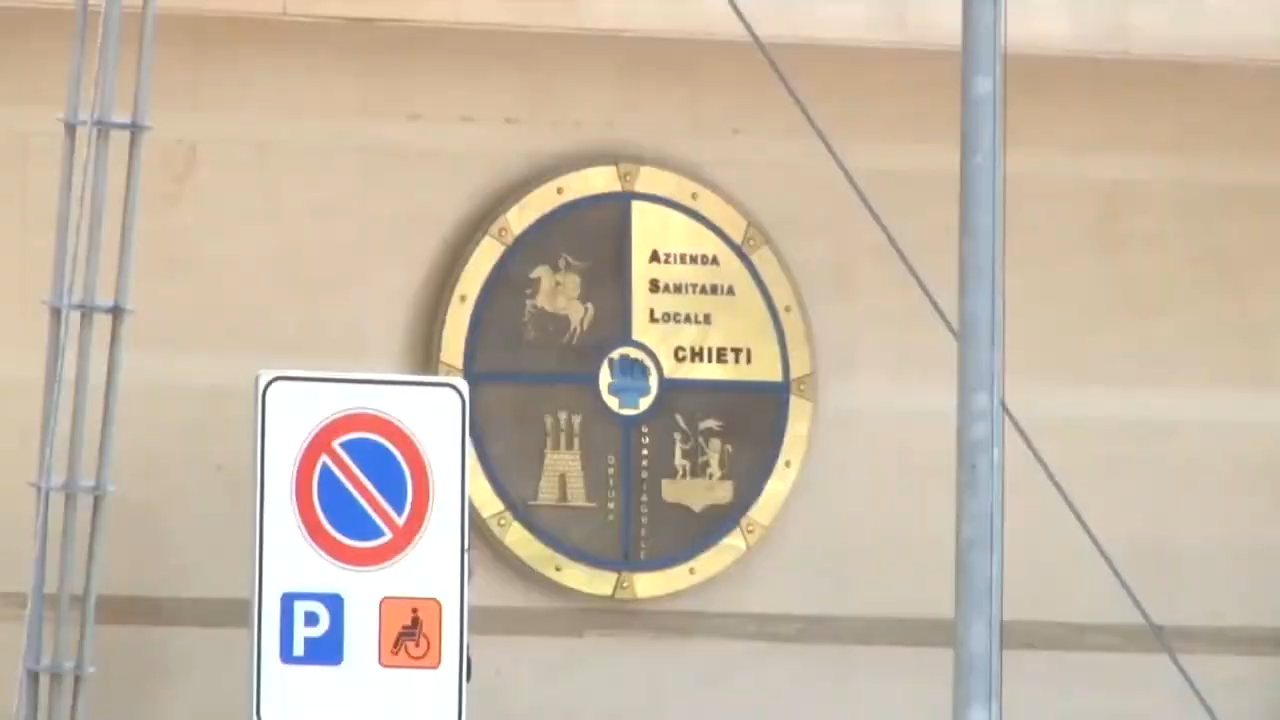 AZIENDA
SANITARIA
LOCALE
CHIETI
ORTONA
GUARDIAGRELE
P